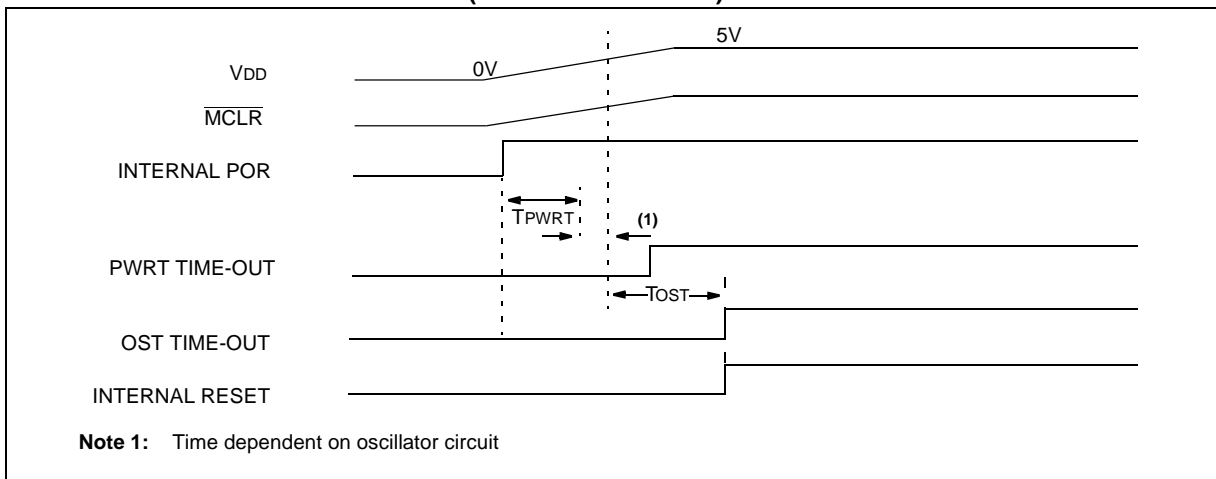 5V
VDD 0V
MCLR
INTERNAL POR
TPWRT (1)
PWRT TIME-OUT
TOST
OST TIME-OUT
INTERNAL RESET
Note 1: Time dependent on oscillator circuit